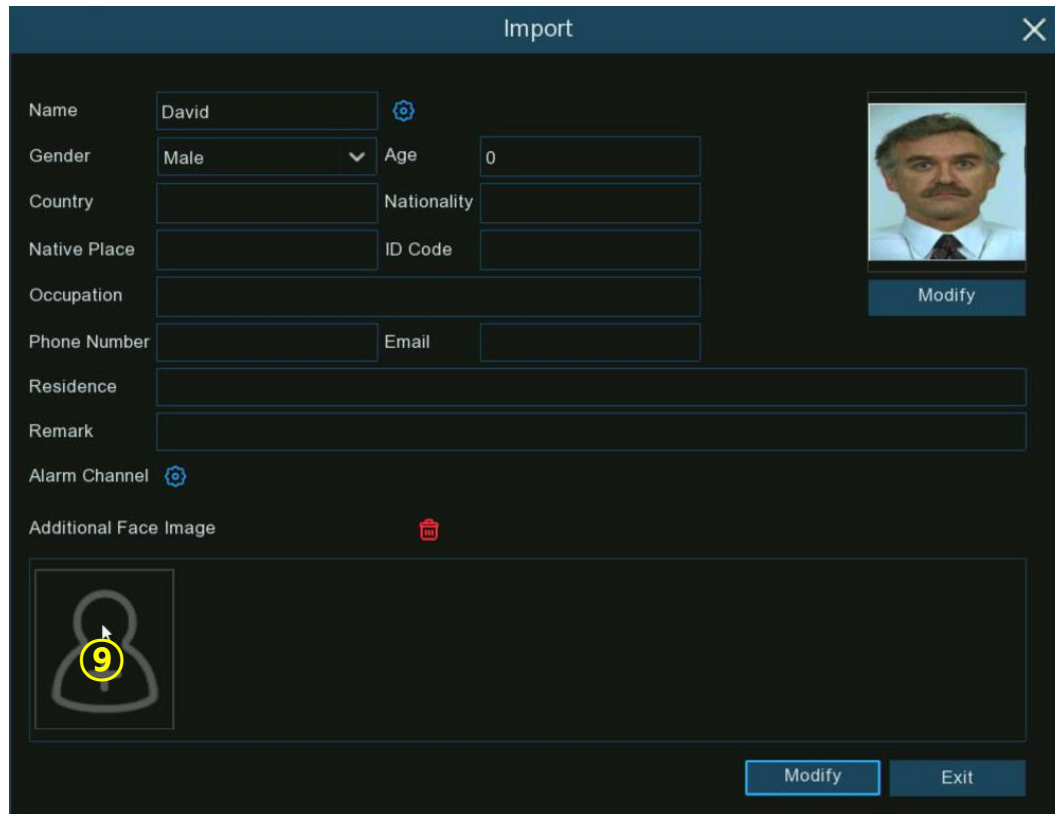 Import
Name David
Gender Male Age 0
Country Nationality
Native Place ID Code
Occupation Modify
Phone Number Email
Residence
Remark
Alarm Channel
Additional Face Image
9
Modify Exit